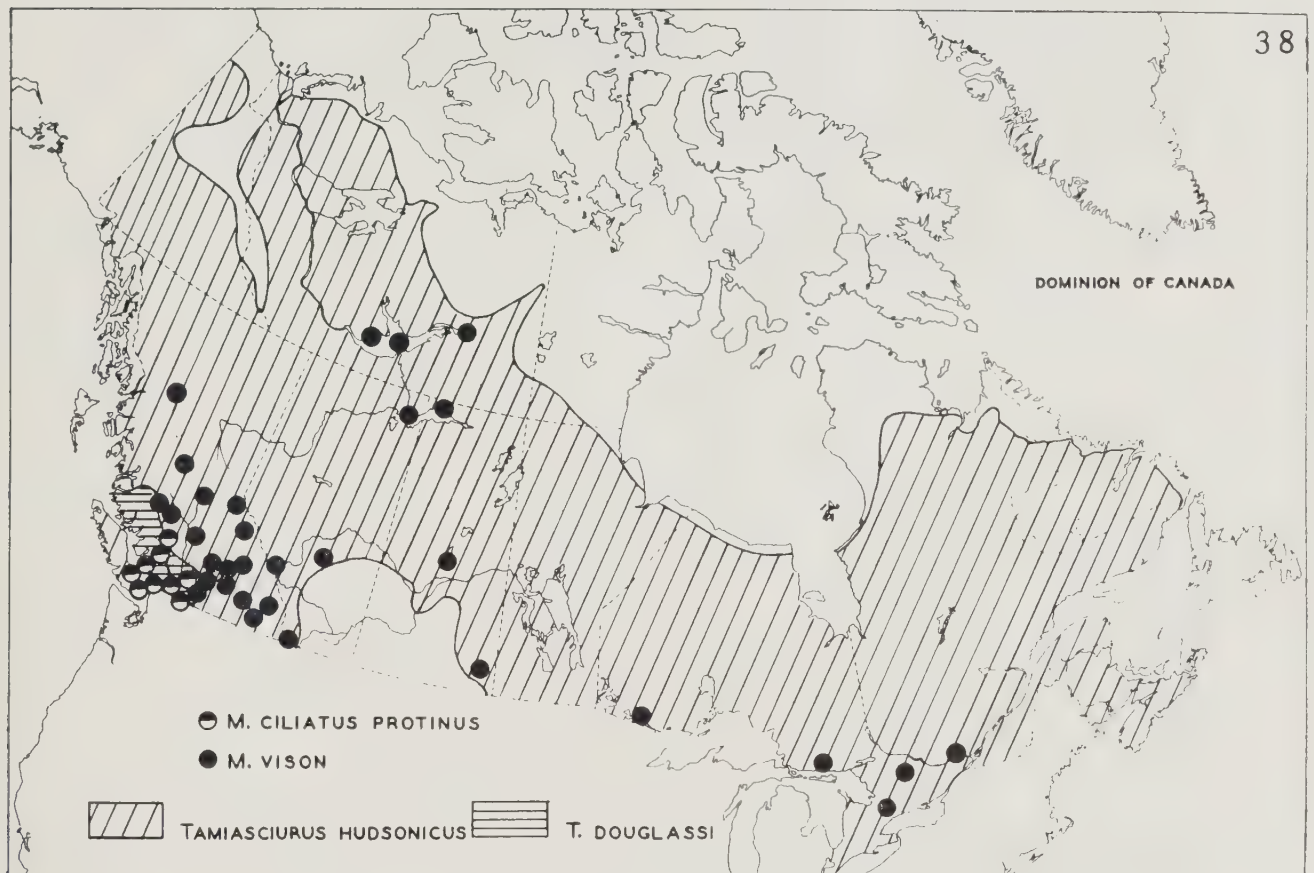 38
DOMINION OF CANADA
M. CILIATUS PROTINUS
M. VISON
TAMIASCIURUS HUDSONICUS
T. DOUGLASSI